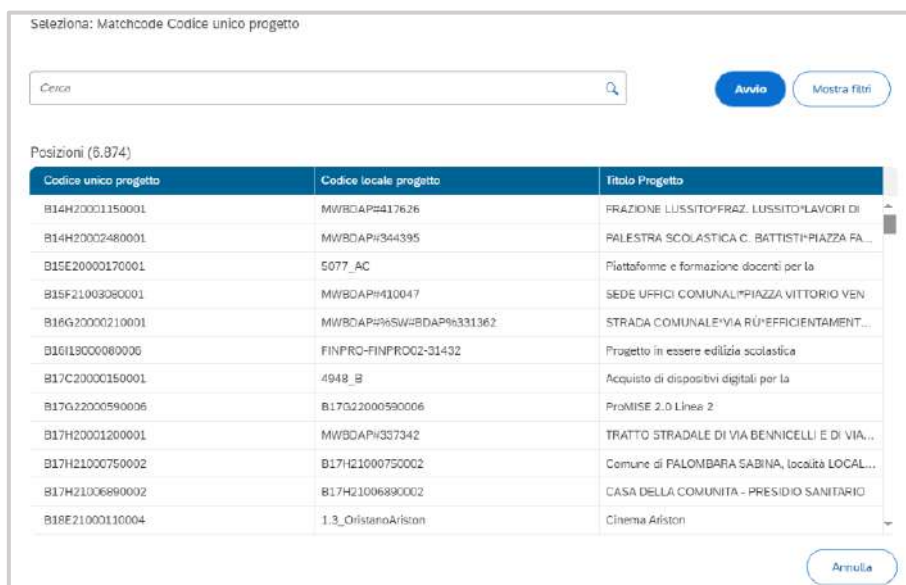 Seleziona: Matchcode Codice unico progetto
Cerca
Avvio Mostra filtri
Posizioni (6.874)
Codice unico progetto Codice locale progetto Titolo Progetto
B14H20001150001 MWBDAP#417626 FRAZIONE LUSSITO*FRAZ. LUSSITO*LAVORI DI
B14H20002480001 MWBDAP#344395 PALESTRA SCOLASTICA C. BATTISTI*PIAZZA FA...
B15E20000170001 5077_AC Piattaforme e formazione docenti per la
B15F21003080001 MWBDAP#410047 SEDE UFFICI COMUNALI*PIAZZA VITTORIO VEN
B16G20000210001 MWBDAP#%SW#BDAP%331362 STRADA COMUNALE*VIA RÙ*EFFICIENTAMENT...
B16I19000080006 FINPRO-FINPRO02-31432 Progetto in essere edilizia scolastica
B17C20000150001 4948_B Acquisto di dispositivi digitali per la
B17G22000590006 B17G22000590006 ProMISE 2.0 Linea 2
B17H20001200001 MWBDAP#337342 TRATTO STRADALE DI VIA BENNICELLI E DI VIA...
B17H21000750002 B17H21000750002 Comune di PALOMBARA SABINA, località LOCAL...
B17H21006890002 B17H21006890002 CASA DELLA COMUNITA - PRESIDIO SANITARIO
B18E21000110004 1.3_OristanoAriston Cinema Ariston
Annulla